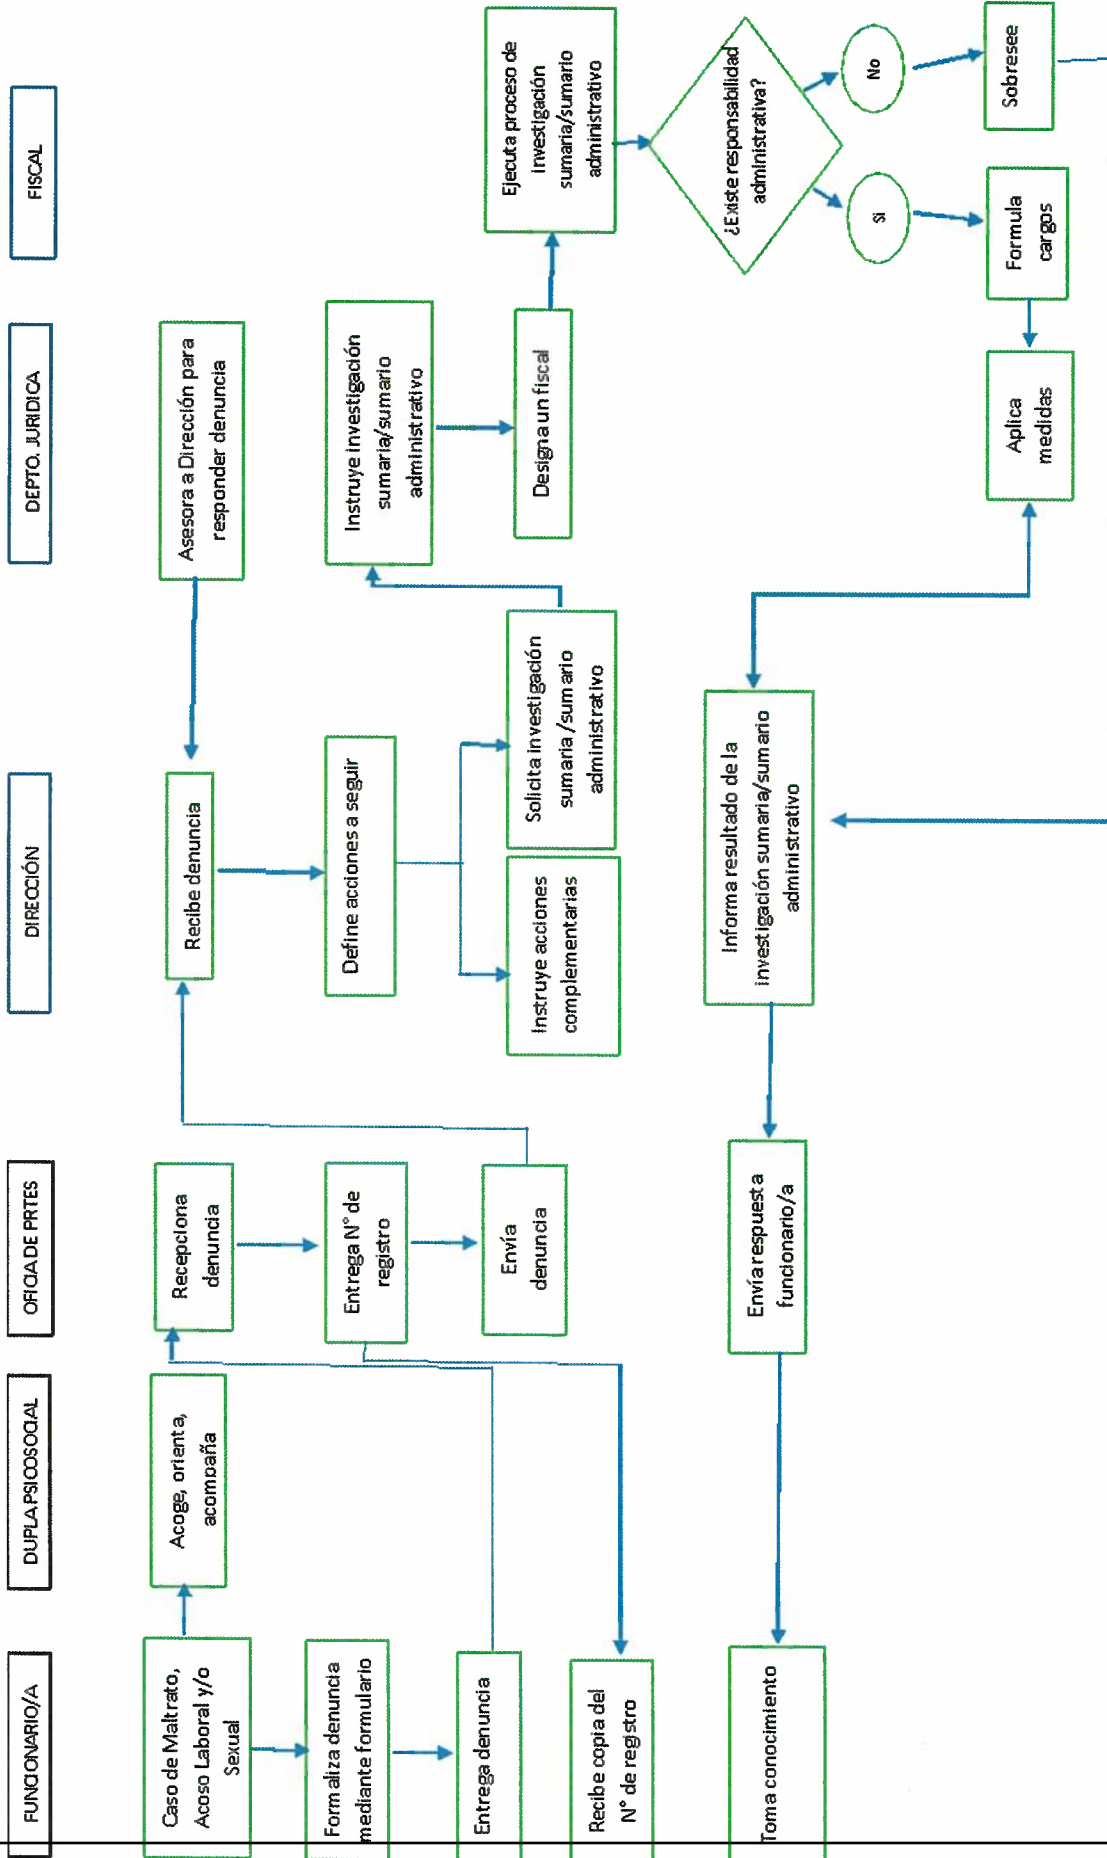 FUNCIONARIO/A
DUPLA PSICOSOCIAL
OFICIA DE PRTES
DIRECCIÓN
DEPTO. JURIDICA
FISCAL
Caso de Maltrato,
Acoso Laboral y/o
Sexual
Acoge, orienta,
acompaña
Recepciona
denuncia
Recibe denuncia
Asesora a Dirección para
responder denuncia
Formaliza denuncia
mediante formulario
Entrega N° de
registro
Define acciones a seguir
Instruye investigación
sumaria/sumario
administrativo
Entrega denuncia
Envía
denuncia
Instruye acciones
complementarias
Solicita investigación
sumaria /sumario
administrativo
Designa un fiscal
Ejecuta proceso de
investigación
sumaria/sumario
administrativo
Recibe copia del
N° de registro
¿Existe responsabilidad
administrativa?
Si
No
Toma conocimiento
Envía respuesta
funcionario/a
Informa resultado de la
investigación sumaria/sumario
administrativo
Aplica
medidas
Formula
cargos
Sobresee